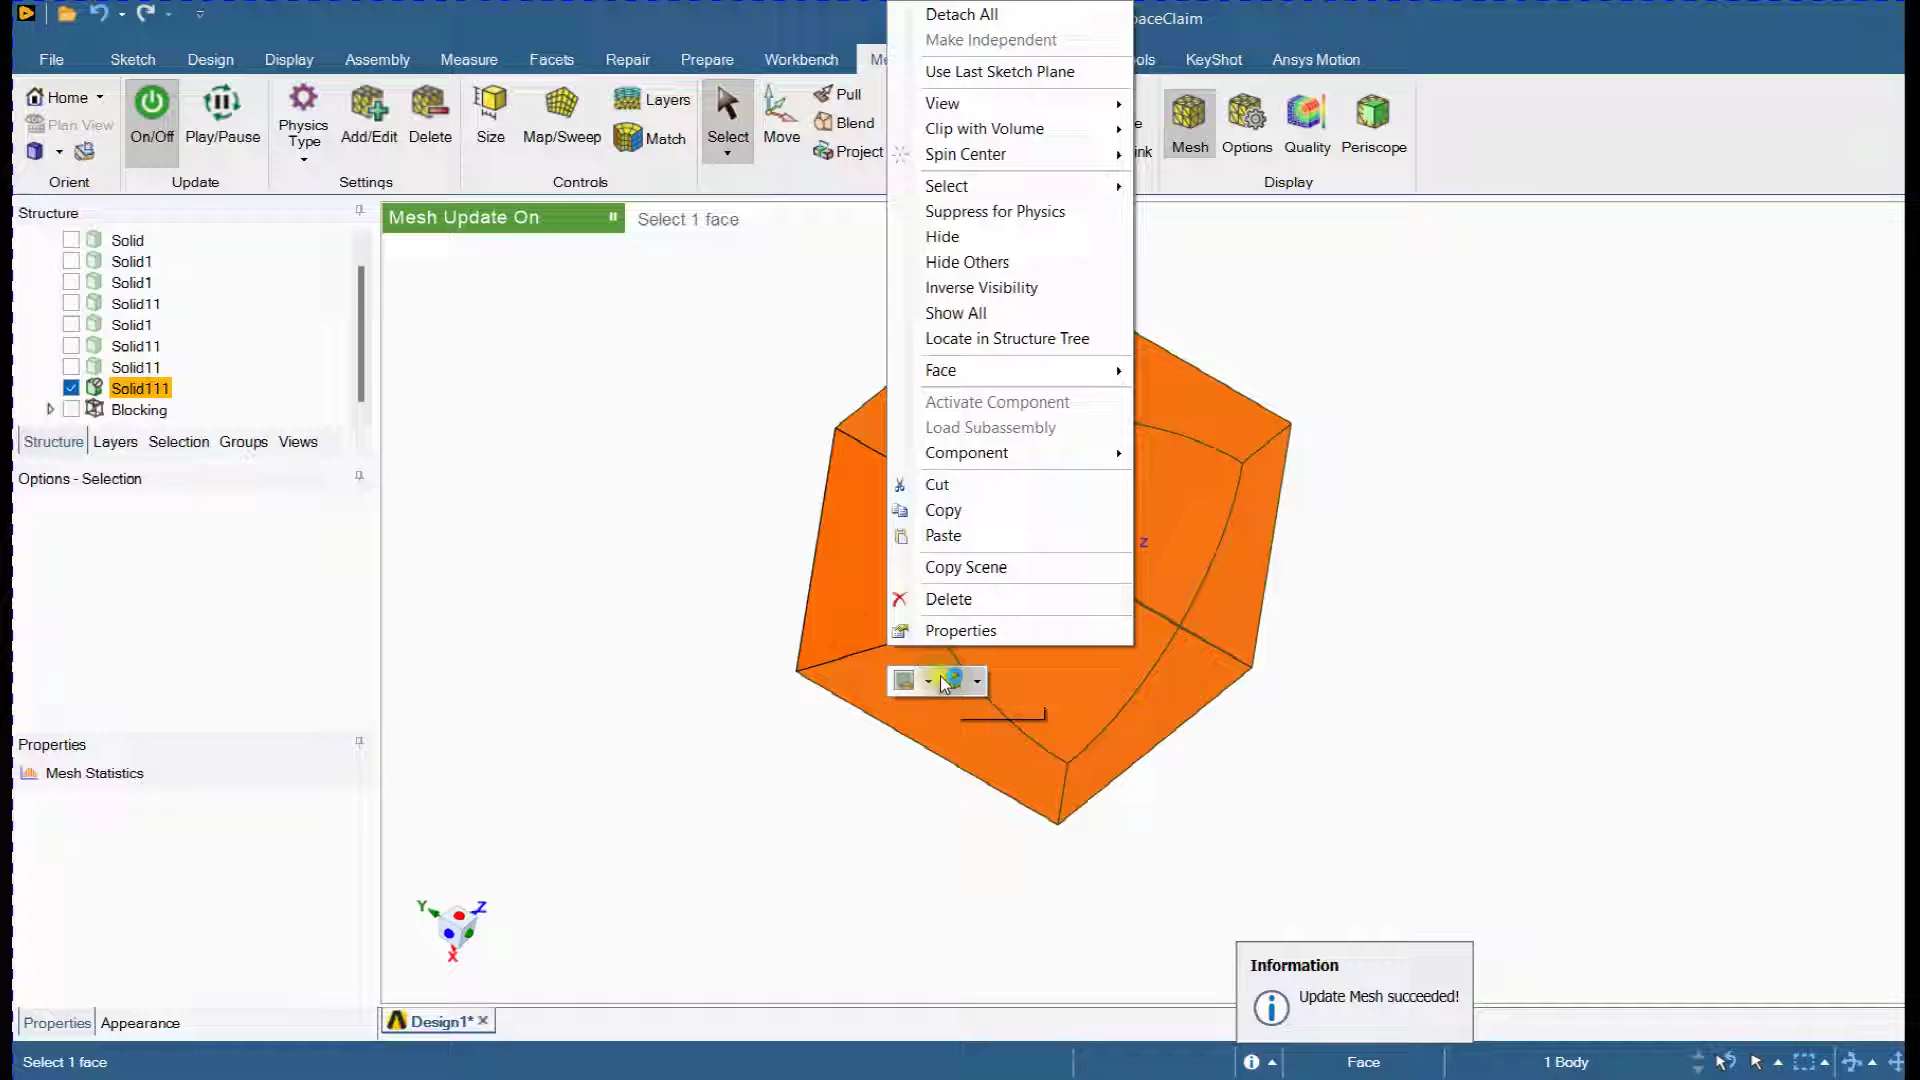 paceClaim
File
Sketch
Design
Display
Assembly
Measure
Facets
Repair
Prepare
Workbench
KeyShot
Ansys Motion
Home
Plan View
Orient
On/Off
Play/Pause
Update
Physics
Type
Add/Edit
Delete
Settings
Size
Map/Sweep
Layers
Match
Controls
Select
Move
Pull
Blend
Project
Mesh
Options
Quality
Periscope
Display
Detach All
Make Independent
Use Last Sketch Plane
View
Clip with Volume
Spin Center
Select
Suppress for Physics
Hide
Hide Others
Inverse Visibility
Show All
Locate in Structure Tree
Face
Activate Component
Load Subassembly
Component
Cut
Copy
Paste
Copy Scene
Delete
Properties
Structure
Solid
Solid1
Solid1
Solid11
Solid1
Solid11
Solid11
Solid111
Blocking
Structure
Layers
Selection
Groups
Views
Options - Selection
Properties
Mesh Statistics
Properties
Appearance
Mesh Update On
Select 1 face
Z
Y
Z
X
Information
Update Mesh succeeded!
Design1*
Select 1 face
Face
1 Body